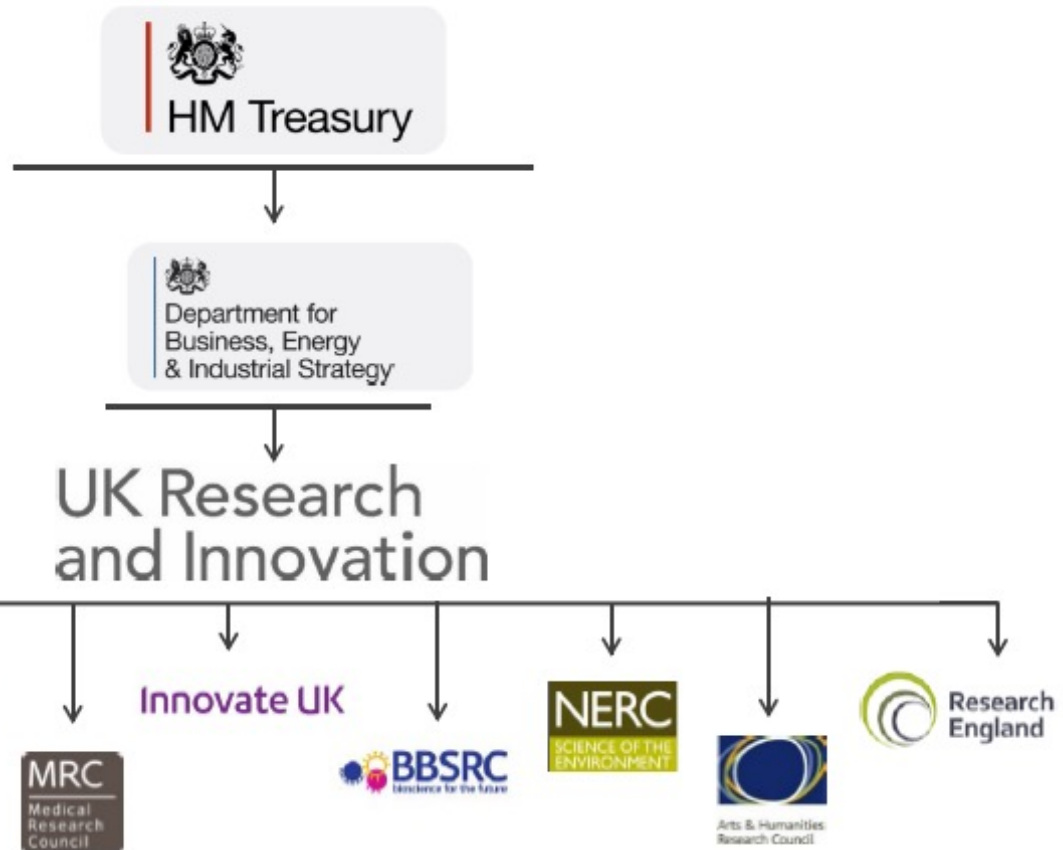 HM Treasury
Department for
Business, Energy
& Industrial Strategy
UK Research
and Innovation
Innovate UK
NERC
SCIENCE OF THE
ENVIRONMENT
Research
England
MRC
Medical
Research
Council
BBSRC
bioscience for the future
Arts & Humanities
Research Council